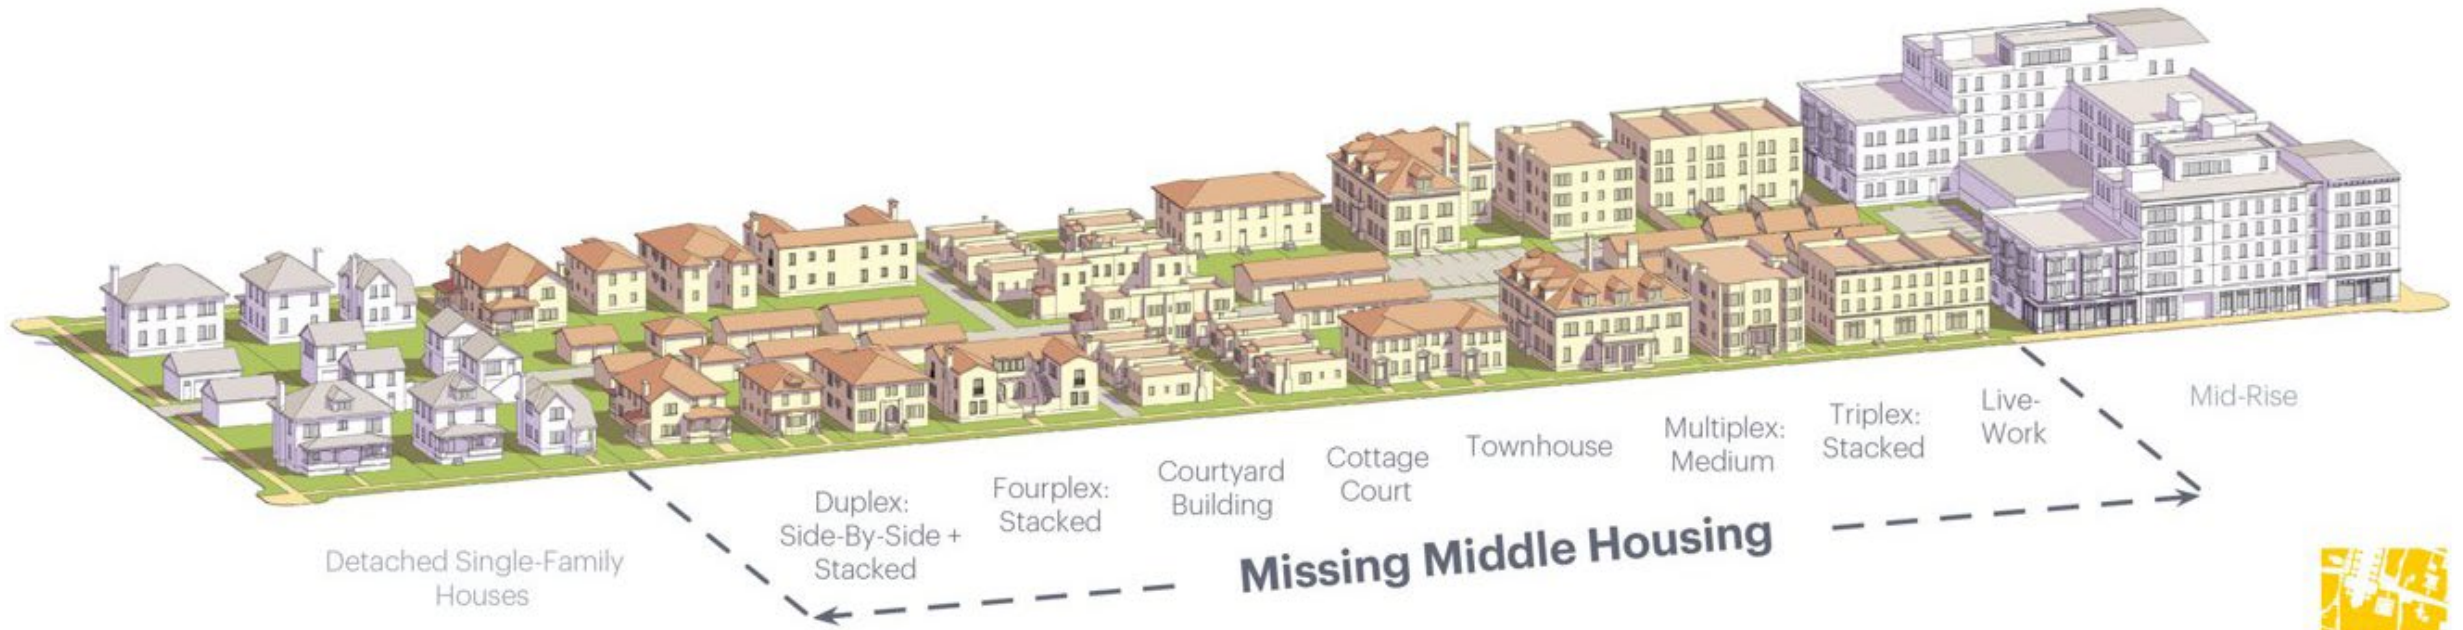 Detached Single-Family
Houses
Duplex:
Side-By-Side +
Stacked
Fourplex:
Stacked
Courtyard
Building
Cottage
Court
Townhouse
Multiplex:
Medium
Triplex:
Stacked
Live-
Work
Mid-Rise
Missing Middle Housing